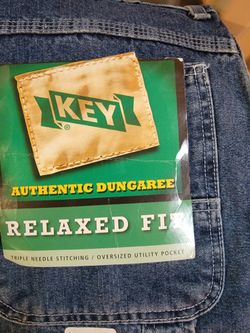 KEY
®
AUTHENTIC DUNGAREE
RELAXED FIT
TRIPLE NEEDLE STITCHING / OVERSIZED UTILITY POCKET